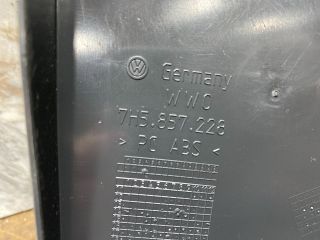 Germany
WWO
7H5.857.228
> PC ABS <